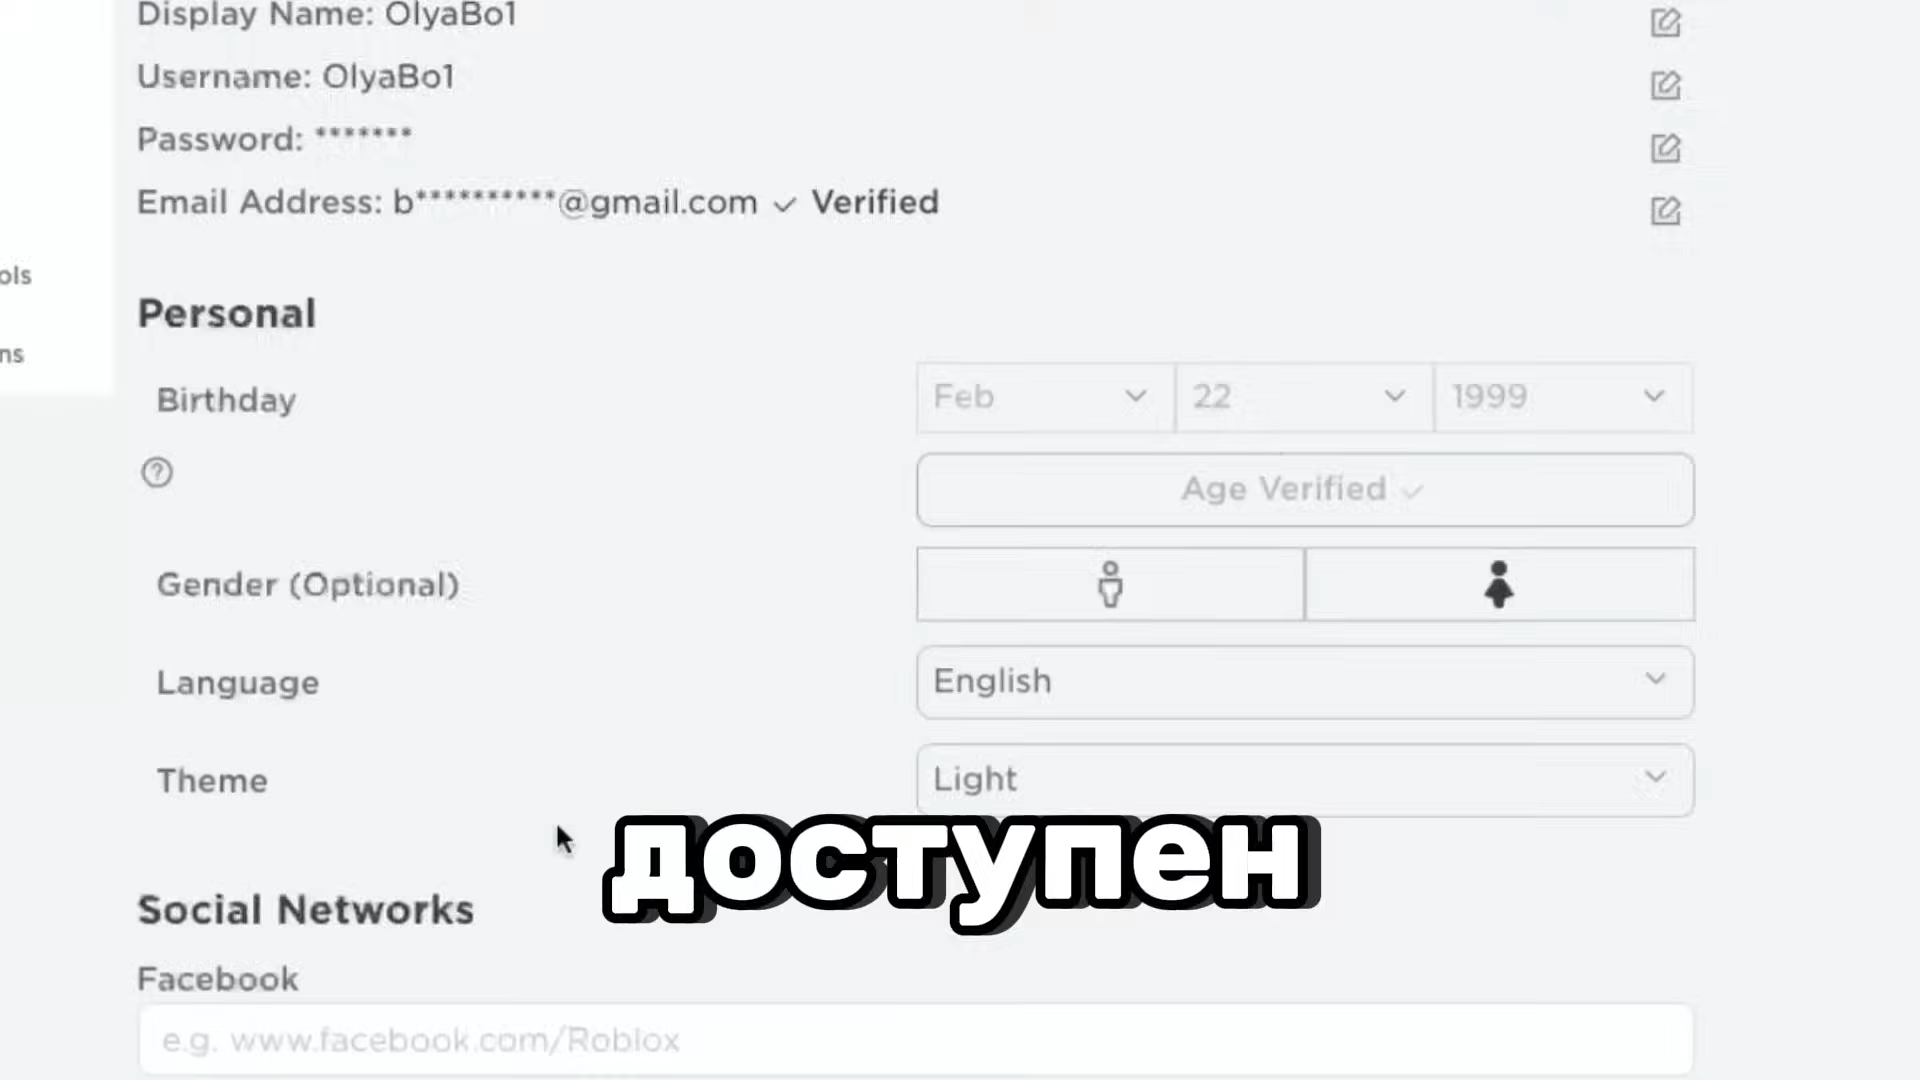 Display Name: OlyaBo1
Username: OlyaBo1
Password: *******
Email Address: b**********@gmail.com ✓ Verified
ols
Personal
ns
Birthday
Feb 22 1999
Age Verified ✓
Gender (Optional)
Language
English
Theme
Light
доступен
Social Networks
Facebook
e.g. www.facebook.com/Roblox